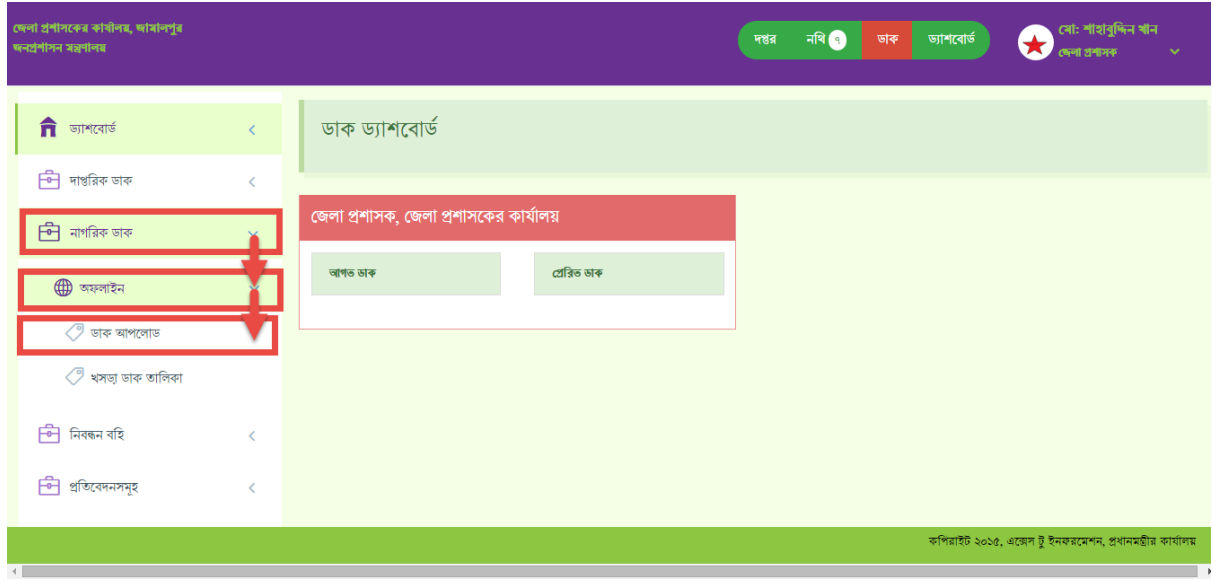 জেলা প্রশাসকের কার্যালয়, জামালপুর
জনপ্রশাসন মন্ত্রণালয়
দপ্তর নথি ৭ ডাক ড্যাশবোর্ড
মো: শাহাবুদ্দিন খান
জেলা প্রশাসক
ড্যাশবোর্ড
দাপ্তরিক ডাক
নাগরিক ডাক
অফলাইন
ডাক আপলোড
খসড়া ডাক তালিকা
নিবন্ধন বহি
প্রতিবেদনসমূহ
ডাক ড্যাশবোর্ড
জেলা প্রশাসক, জেলা প্রশাসকের কার্যালয়
আগত ডাক প্রেরিত ডাক
কপিরাইট ২০১৫, এক্সেস টু ইনফরমেশন, প্রধানমন্ত্রীর কার্যালয়